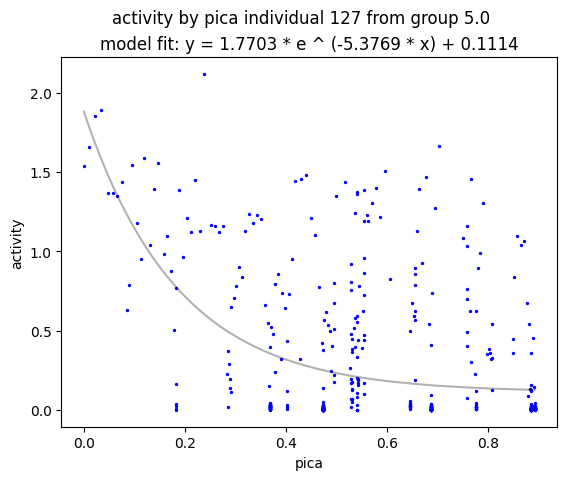 activity by pica individual 127 from group 5.0
model fit: y = 1.7703 * e ^ (-5.3769 * x) + 0.1114
2.0
1.5
1.0
0.5
0.0
activity
0.0 0.2 0.4 0.6 0.8
pica